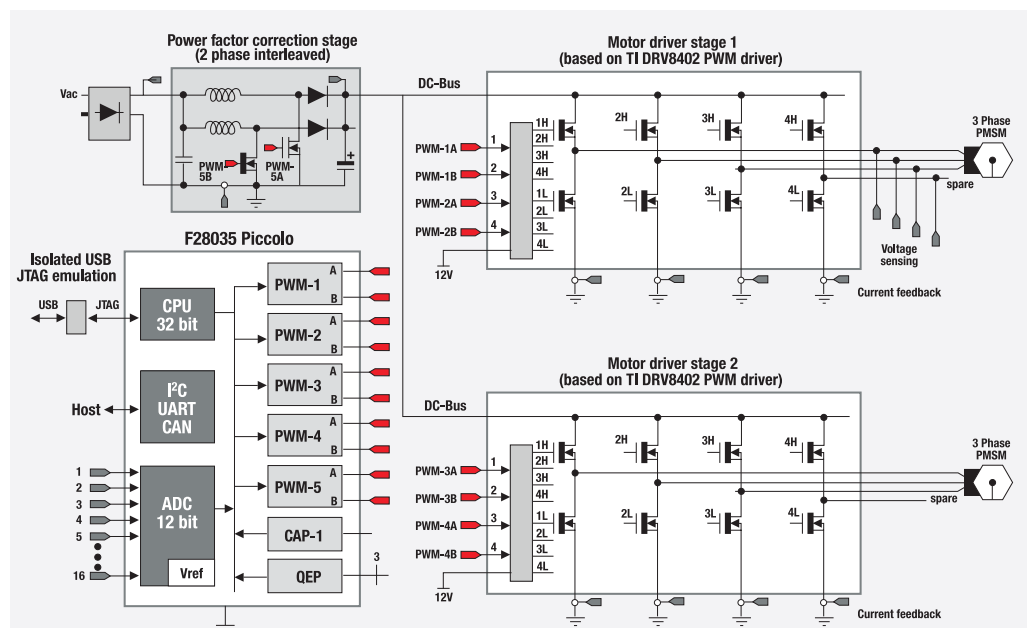 Power factor correction stage
(2 phase interleaved)
Vac
PWM-
5B
PWM-
5A
DC-Bus
Motor driver stage 1
(based on TI DRV8402 PWM driver)
PWM-1A
1
PWM-1B
2
PWM-2A
3
PWM-2B
4
12V
1H
2H
3H
4H
1L
2L
3L
4L
2H
3H
4H
2L
3L
4L
3 Phase
PMSM
spare
Voltage
sensing
Current feedback
F28035 Piccolo
Isolated USB
JTAG emulation
USB
JTAG
CPU
32 bit
Host
I²C
UART
CAN
1
2
3
4
5
16
ADC
12 bit
Vref
PWM-1
A
B
PWM-2
A
B
PWM-3
A
B
PWM-4
A
B
PWM-5
A
B
CAP-1
QEP
3
Motor driver stage 2
(based on TI DRV8402 PWM driver)
DC-Bus
PWM-3A
1
PWM-3B
2
PWM-4A
3
PWM-4B
4
12V
1H
2H
3H
4H
1L
2L
3L
4L
2H
3H
4H
2L
3L
4L
3 Phase
PMSM
spare
Current feedback